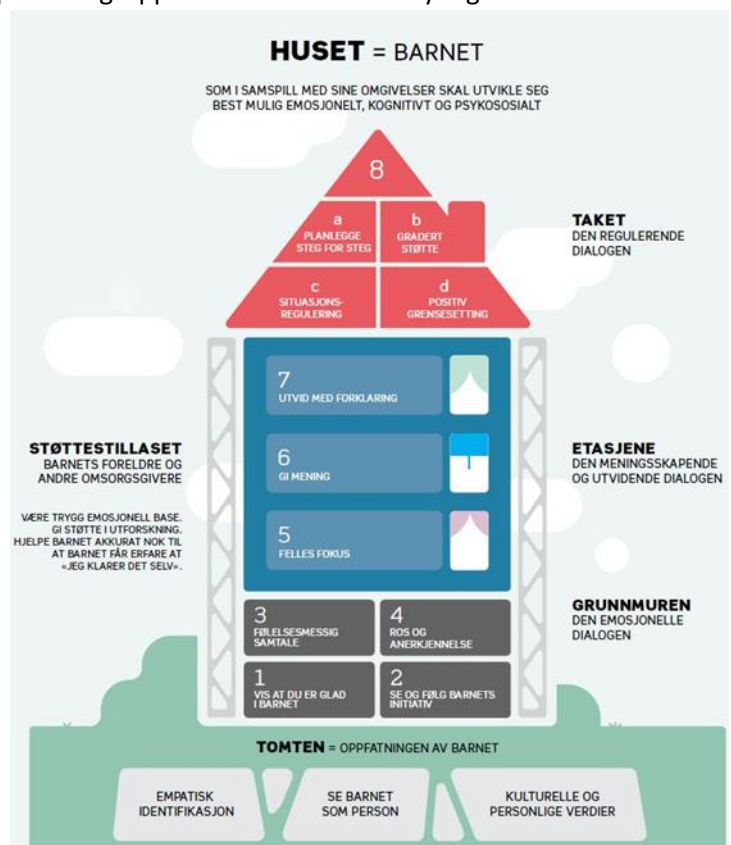 HUSET = BARNET
SOM I SAMSPILL MED SINE OMGIVELSER SKAL UTVIKLE SEG
BEST MULIG EMOSJONELT, KOGNITIVT OG PSYKOSOSIALT
8
a
PLANLEGGE
STEG FOR STEG
b
GRADERT
STØTTE
c
SITUASJONS-
REGULERING
d
POSITIV
GRENSESETTING
TAKET
DEN REGULERENDE
DIALOGEN
7
UTVID MED FORKLARING
6
GI MENING
5
FELLES FOKUS
STØTTESTILLASET
BARNETS FORELDRE OG
ANDRE OMSORGSGIVERE
VÆRE TRYGG EMOSJONELL BASE.
GI STØTTE I UTFORSKNING.
HJELPE BARNET AKKURAT NOK TIL
AT BARNET FÅR ERFARE AT
«JEG KLARER DET SELV».
ETASJENE
DEN MENINGSSKAPENDE
OG UTVIDENDE DIALOGEN
3
FØLELSESMESSIG
SAMTALE
4
ROS OG
ANERKJENNELSE
1
VIS AT DU ER GLAD
I BARNET
2
SE OG FØLG BARNETS
INITIATIV
GRUNNMUREN
DEN EMOSJONELLE
DIALOGEN
TOMTEN = OPPFATNINGEN AV BARNET
EMPATISK
IDENTIFIKASJON
SE BARNET
SOM PERSON
KULTURELLE OG
PERSONLIGE VERDIER